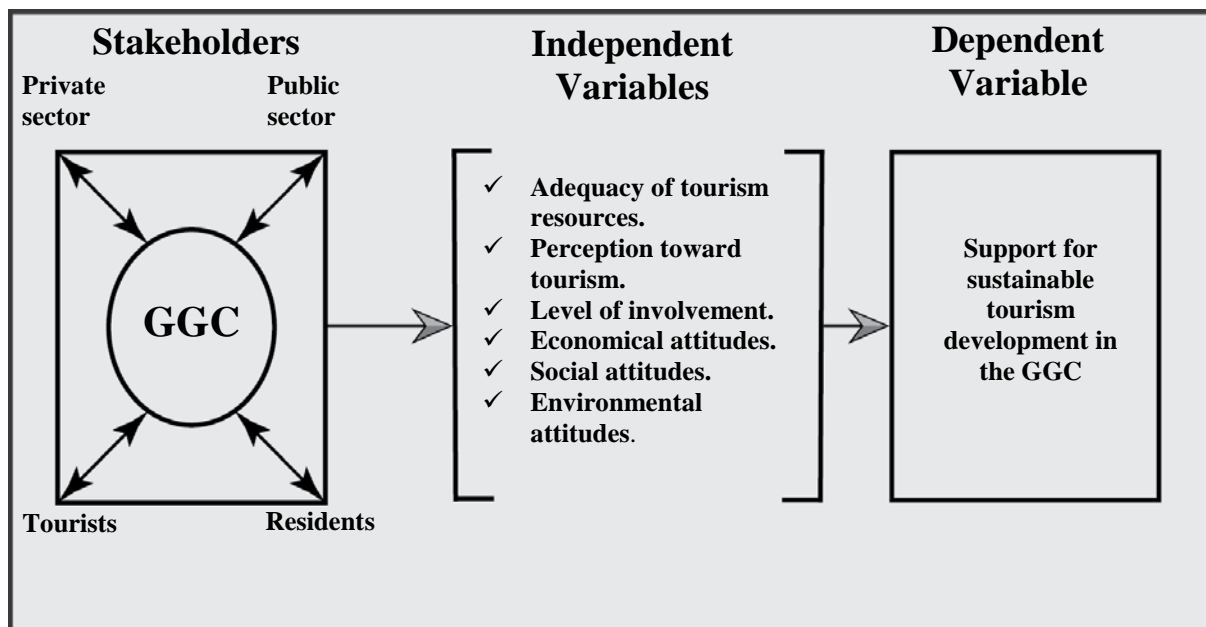 Stakeholders
Private
sector
Public
sector
GGC
Tourists
Residents
Independent
Variables
✓ Adequacy of tourism
resources.
✓ Perception toward
tourism.
✓ Level of involvement.
✓ Economical attitudes.
✓ Social attitudes.
✓ Environmental
attitudes.
Dependent
Variable
Support for
sustainable
tourism
development in
the GGC